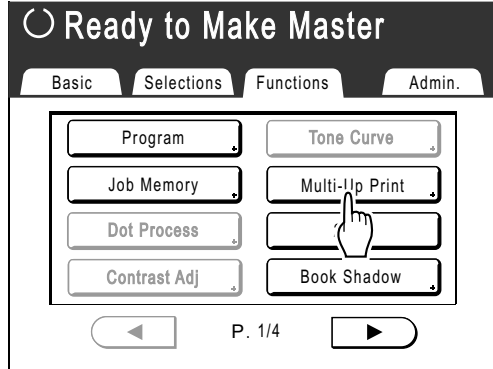 Ready to Make Master
Basic Selections Functions Admin.
Program Tone Curve
Job Memory Multi-Up Print
Dot Process
Contrast Adj Book Shadow
P. 1/4